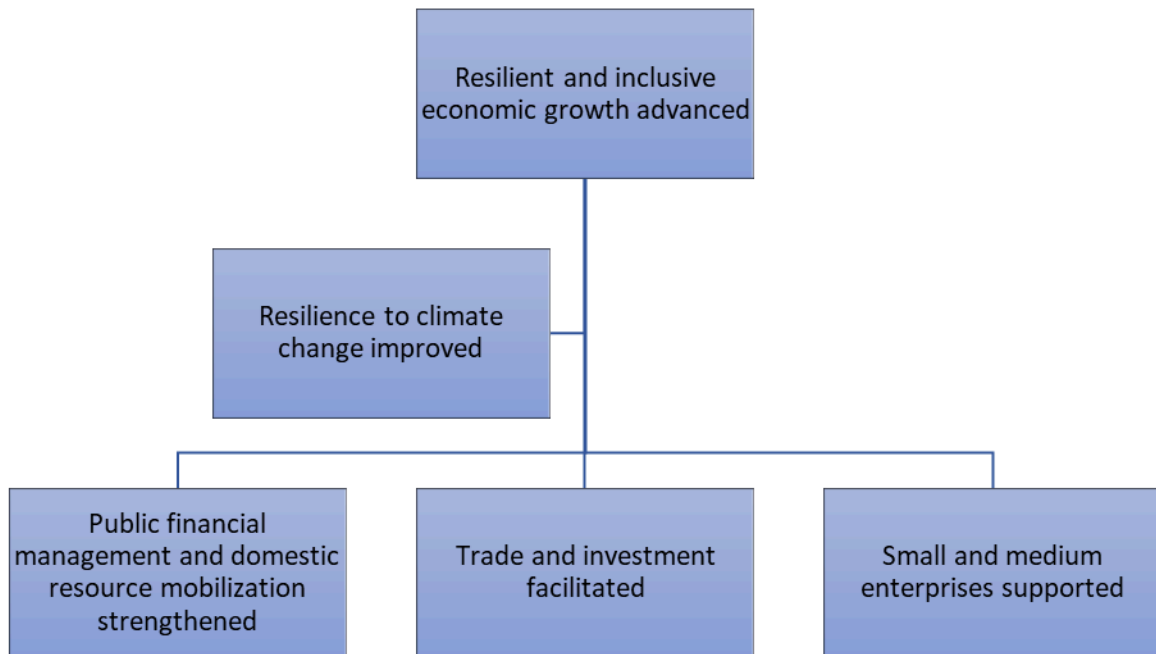 Resilient and inclusive
economic growth advanced
Resilience to climate
change improved
Public financial
management and domestic
resource mobilization
strengthened
Trade and investment
facilitated
Small and medium
enterprises supported